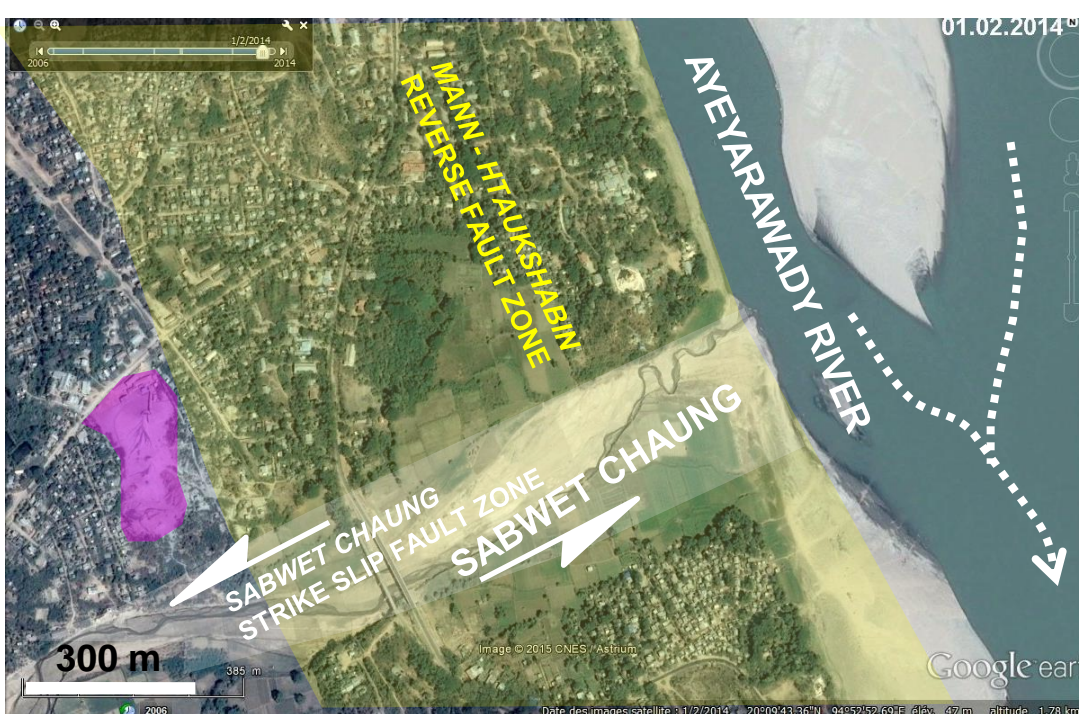 1/2/2014
2006
2014
01.02.2014
N
MANN - HTAUKSHABIN
REVERSE FAULT ZONE
AYEYARAWADY RIVER
SABWET CHAUNG
STRIKE SLIP FAULT ZONE
SABWET CHAUNG
300 m
385 m
Image © 2015 CNES / Astrium
Google ear
2006
Date des images satellite : 1/2/2014 20°09'43.36"N 94°52'52.69"E élév. 47 m altitude 1.78 km